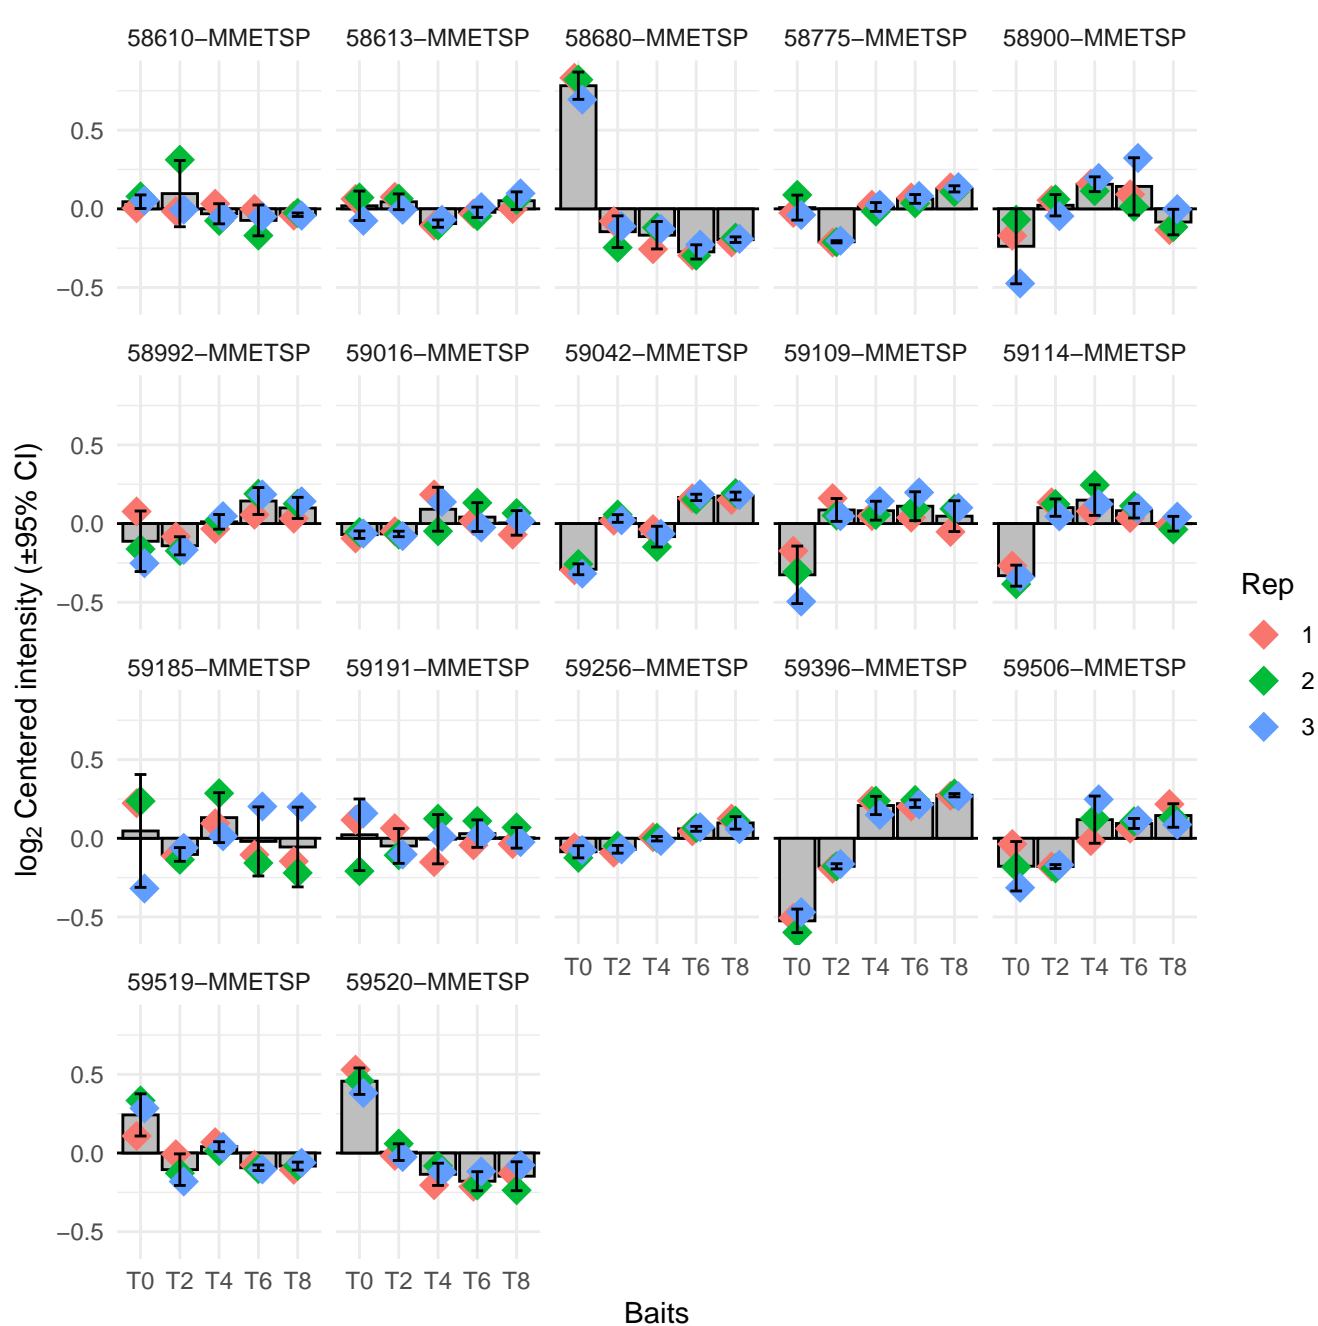 58610−MMETSP 58613−MMETSP 58680−MMETSP 58775−MMETSP 58900−MMETSP
0.5
0.0
−0.5
58992−MMETSP 59016−MMETSP 59042−MMETSP 59109−MMETSP 59114−MMETSP
0.5
0.0
−0.5
59185−MMETSP 59191−MMETSP 59256−MMETSP 59396−MMETSP 59506−MMETSP
0.5
0.0
−0.5
T0 T2 T4 T6 T8 T0 T2 T4 T6 T8 T0 T2 T4 T6 T8
59519−MMETSP 59520−MMETSP
0.5
0.0
−0.5
T0 T2 T4 T6 T8 T0 T2 T4 T6 T8
Baits
log2 Centered intensity (±95% CI)
Rep
1
2
3